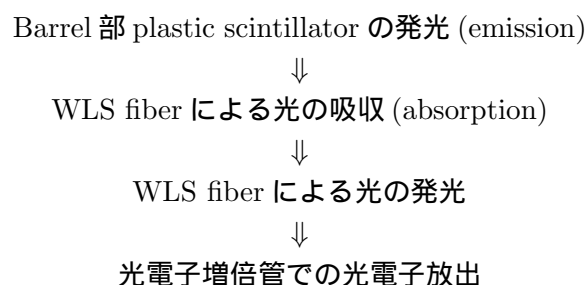 Barrel 部 plastic scintillator の発光 (emission)
⇓
WLS fiber による光の吸収 (absorption)
⇓
WLS fiber による光の発光
⇓
光電子増倍管での光電子放出